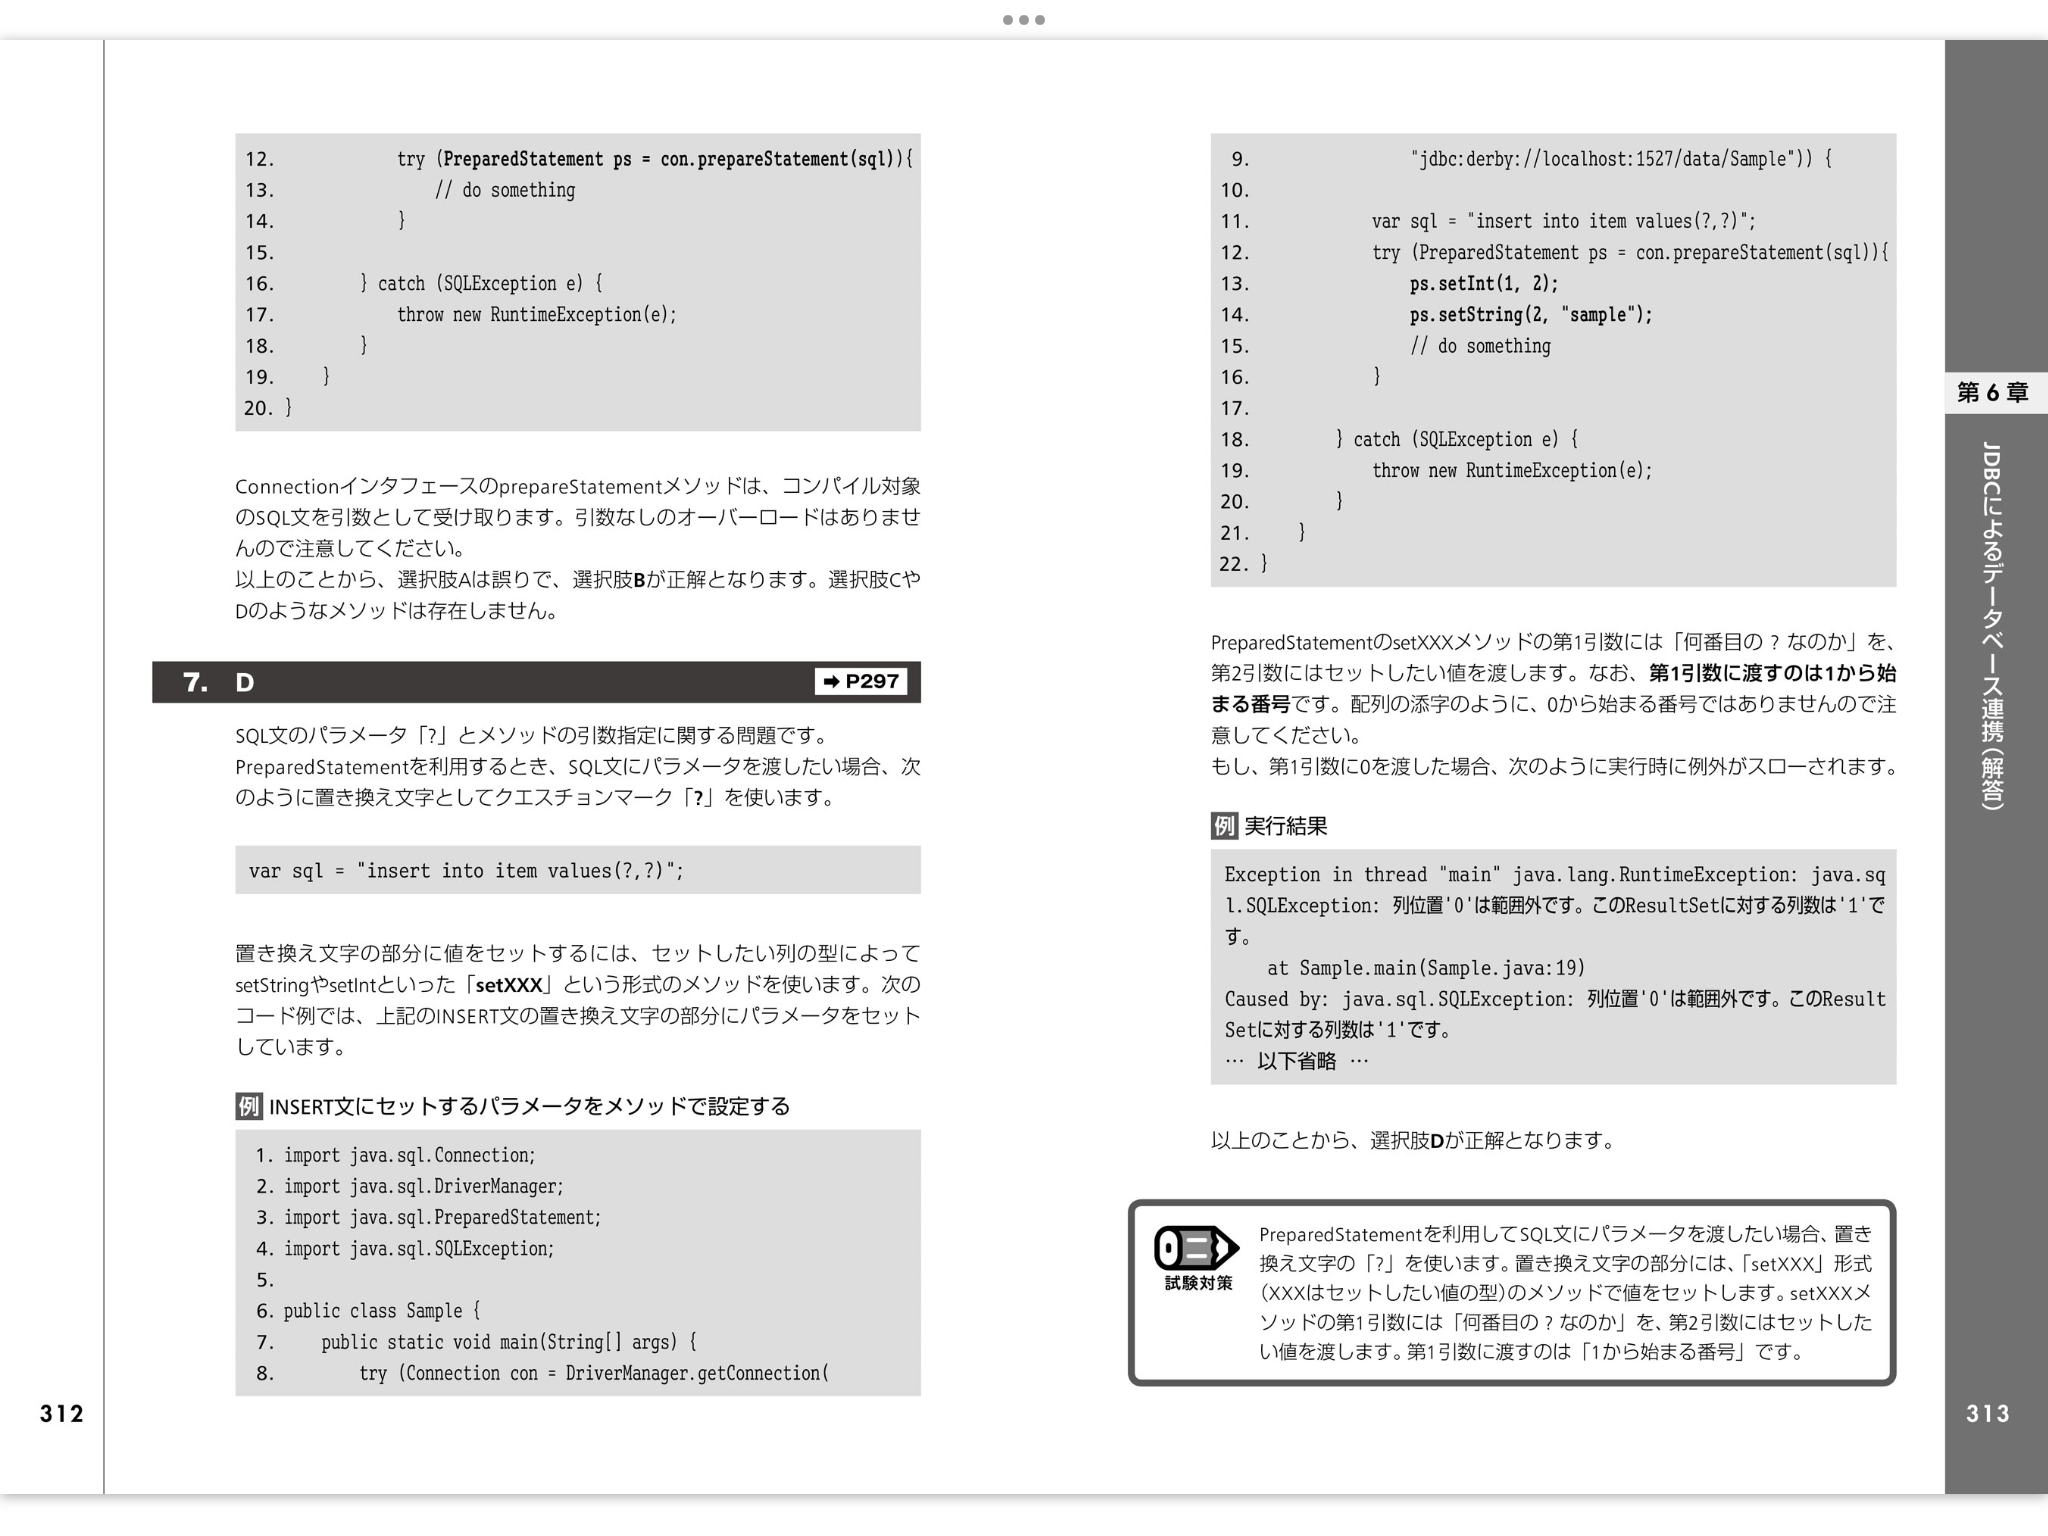 12.             try (PreparedStatement ps = con.prepareStatement(sql)){
13.                 // do something
14.             }
15.
16.         } catch (SQLException e) {
17.             throw new RuntimeException(e);
18.         }
19.     }
20. }
ConnectionインタフェースのprepareStatementメソッドは、コンパイル対象
のSQL文を引数として受け取ります。引数なしのオーバーロードはありませ
んので注意してください。
以上のことから、選択肢Aは誤りで、選択肢Bが正解となります。選択肢Cや
Dのようなメソッドは存在しません。
7. D ➡ P297
SQL文のパラメータ「?」とメソッドの引数指定に関する問題です。
PreparedStatementを利用するとき、SQL文にパラメータを渡したい場合、次
のように置き換え文字としてクエスチョンマーク「?」を使います。
var sql = "insert into item values(?,?)";
置き換え文字の部分に値をセットするには、セットしたい列の型によって
setStringやsetIntといった「setXXX」という形式のメソッドを使います。次の
コード例では、上記のINSERT文の置き換え文字の部分にパラメータをセット
しています。
例 INSERT文にセットするパラメータをメソッドで設定する
1. import java.sql.Connection;
2. import java.sql.DriverManager;
3. import java.sql.PreparedStatement;
4. import java.sql.SQLException;
5.
6. public class Sample {
7.     public static void main(String[] args) {
8.         try (Connection con = DriverManager.getConnection(
312
9.                 "jdbc:derby://localhost:1527/data/Sample")) {
10.
11.             var sql = "insert into item values(?,?)";
12.             try (PreparedStatement ps = con.prepareStatement(sql)){
13.                 ps.setInt(1, 2);
14.                 ps.setString(2, "sample");
15.                 // do something
16.             }
17.
18.         } catch (SQLException e) {
19.             throw new RuntimeException(e);
20.         }
21.     }
22. }
PreparedStatementのsetXXXメソッドの第1引数には「何番目の ? なのか」を、
第2引数にはセットしたい値を渡します。なお、第1引数に渡すのは1から始
まる番号です。配列の添字のように、0から始まる番号ではありませんので注
意してください。
もし、第1引数に0を渡した場合、次のように実行時に例外がスローされます。
例 実行結果
Exception in thread "main" java.lang.RuntimeException: java.sq
l.SQLException: 列位置'0'は範囲外です。このResultSetに対する列数は'1'で
す。
    at Sample.main(Sample.java:19)
Caused by: java.sql.SQLException: 列位置'0'は範囲外です。このResult
Setに対する列数は'1'です。
… 以下省略 …
以上のことから、選択肢Dが正解となります。
試験対策
PreparedStatementを利用してSQL文にパラメータを渡したい場合、置き
換え文字の「?」を使います。置き換え文字の部分には、「setXXX」形式
（XXXはセットしたい値の型）のメソッドで値をセットします。setXXXメ
ソッドの第1引数には「何番目の ? なのか」を、第2引数にはセットした
い値を渡します。第1引数に渡すのは「1から始まる番号」です。
第6章
JDBCによるデータベース連携（解答）
313